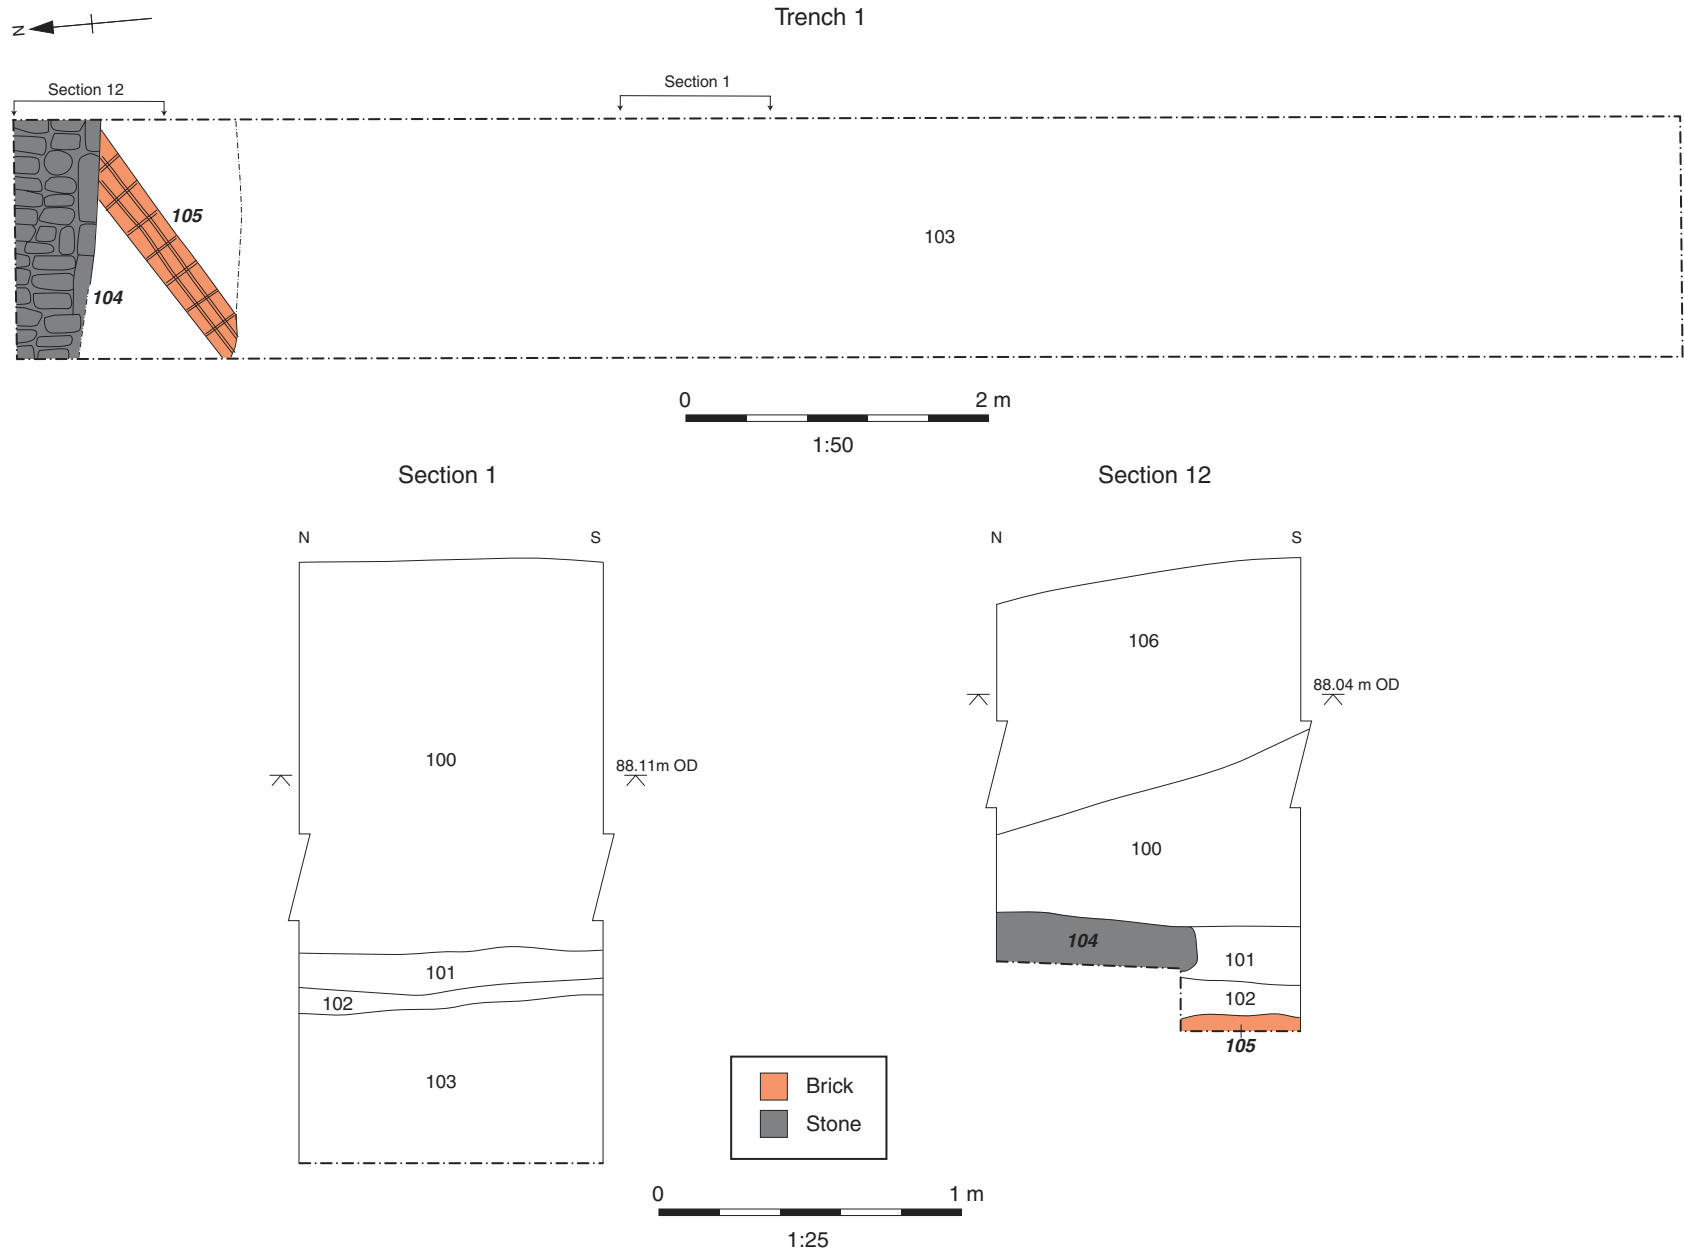 Trench 1
N
Section 12
Section 1
105
103
104
0 2 m
1:50
Section 1
Section 12
N S
N S
106
88.04 m OD
100
88.11m OD
100
104
101
101
102
102
105
103
Brick
Stone
0 1 m
1:25